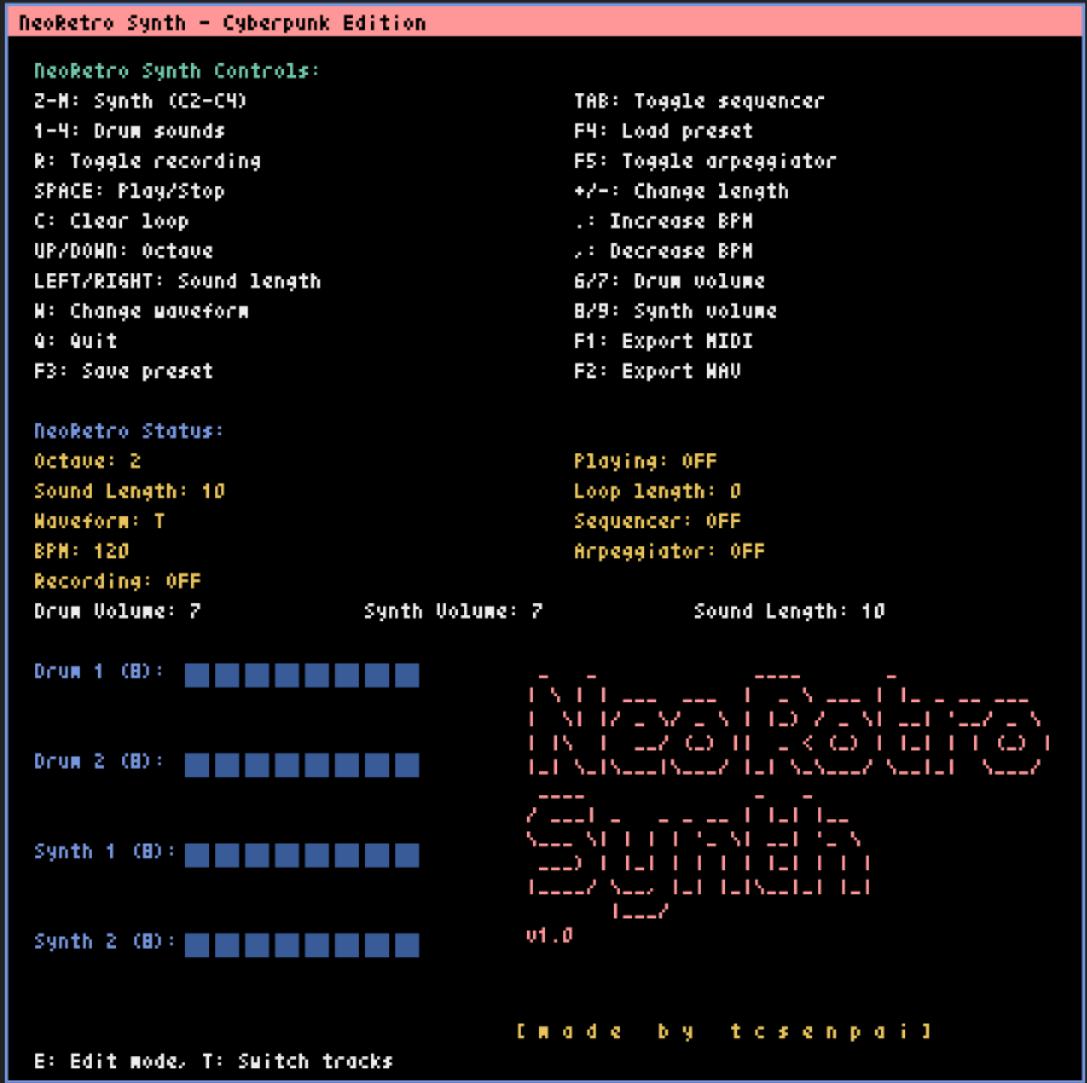 NeoRetro Synth - Cyberpunk Edition
NeoRetro Synth Controls:
Z-M: Synth (C2-C4)
TAB: Toggle sequencer
1-4: Drum sounds
F4: Load preset
R: Toggle recording
F5: Toggle arpeggiator
SPACE: Play/Stop
+/-: Change length
C: Clear loop
.: Increase BPM
UP/DOWN: Octave
,: Decrease BPM
LEFT/RIGHT: Sound length
6/7: Drum volume
W: Change waveform
8/9: Synth volume
Q: Quit
F1: Export MIDI
F3: Save preset
F2: Export WAV
NeoRetro Status:
Octave: 2
Playing: OFF
Sound Length: 10
Loop length: 0
Waveform: T
Sequencer: OFF
BPM: 120
Arpeggiator: OFF
Recording: OFF
Drum Volume: 7
Synth Volume: 7
Sound Length: 10
Drum 1 (8):
Drum 2 (8):
Synth 1 (8):
Synth 2 (8):
NeoRetro
Synth
v1.0
[made by tcsenpai]
E: Edit mode, T: Switch tracks